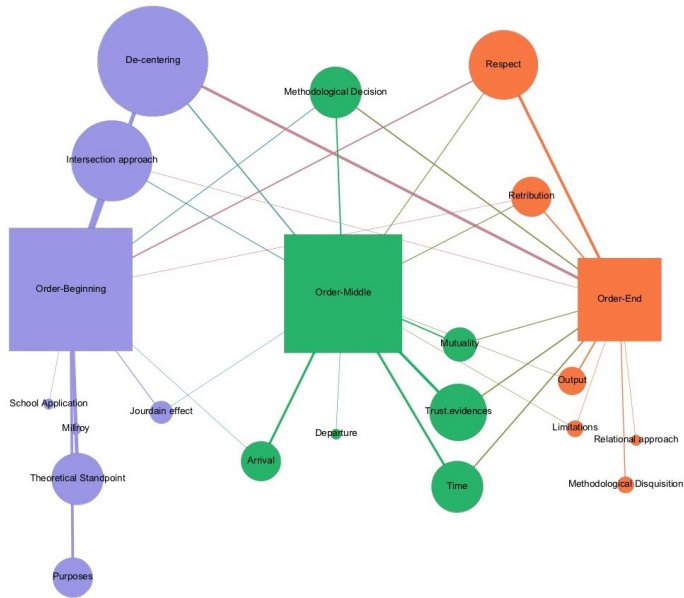 De-centering
Respect
Methodological Decision
Intersection approach
Retribution
Order-Beginning
Order-Middle
Order-End
Mutuality
Output
School Application
Jourdain effect
Trust.evidences
Millroy
Limitations
Departure
Relational approach
Arrival
Theoretical Standpoint
Time
Methodological Disquisition
Purposes